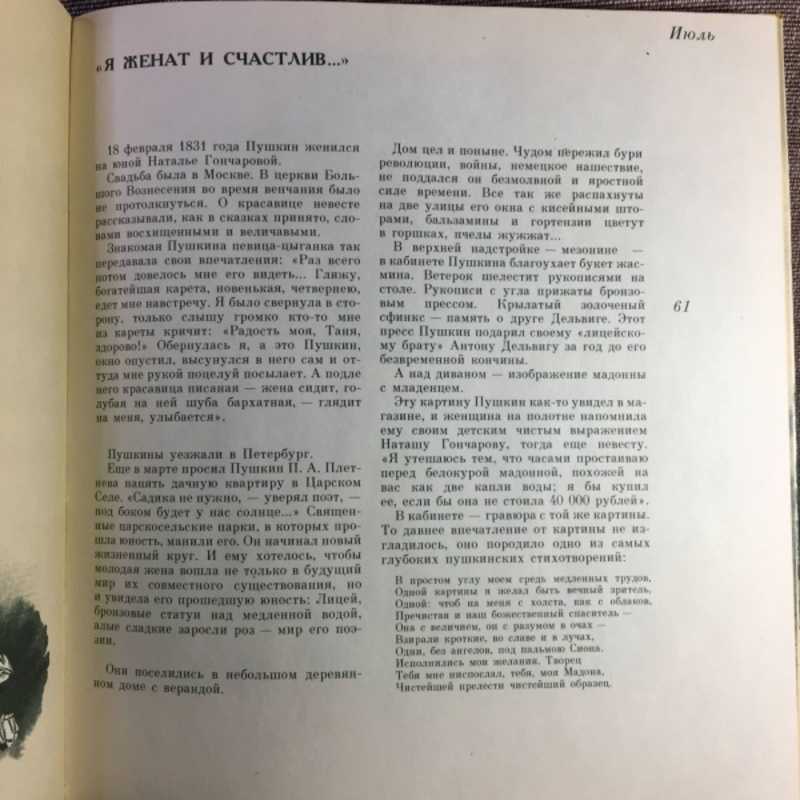 Июль
«Я ЖЕНАТ И СЧАСТЛИВ...»
18 февраля 1831 года Пушкин женился
на юной Наталье Гончаровой.
Свадьба была в Москве. В церкви Боль-
шого Вознесения во время венчания было
не протолкнуться. О красавице невесте
рассказывали, как в сказках принято, сло-
вами восхищенными и величавыми.
Знакомая Пушкина певица-цыганка так
передавала свои впечатления: «Раз всего
потом довелось мне его видеть... Гляжу,
богатейшая карета, новенькая, четвернею,
едет мне навстречу. Я было свернула в сто-
рону, только слышу громко кто-то мне
из кареты кричит: «Радость моя, Таня,
здорово!» Обернулась я, а это Пушкин,
окно опустил, высунулся в него сам и от-
туда мне рукой поцелуй посылает. А подле
него красавица писаная — жена сидит, го-
лубая на ней шуба бархатная, — глядит
на меня, улыбается».
Пушкины уезжали в Петербург.
Еще в марте просил Пушкин П. А. Плет-
нева нанять дачную квартиру в Царском
Селе. «Садика не нужно, — уверял поэт, —
под боком будет у нас солнце...» Священ-
ные царскосельские парки, в которых про-
шла юность, манили его. Он начинал новый
жизненный круг. И ему хотелось, чтобы
молодая жена вошла не только в будущий
мир их совместного существования, но
и увидела его прошедшую юность: Лицей,
бронзовые статуи над медленной водой,
алые сладкие заросли роз — мир его поэ-
зии.
Они поселились в небольшом деревян-
ном доме с верандой.
Дом цел и поныне. Чудом пережил бури
революции, войны, немецкое нашествие,
не поддался он безмолвной и яростной
силе времени. Все так же распахнуты
на две улицы его окна с кисейными што-
рами, бальзамины и гортензии цветут
в горшках, пчелы жужжат...
В верхней надстройке — мезонине —
в кабинете Пушкина благоухает букет жас-
мина. Ветерок шелестит рукописями на
столе. Рукописи с угла прижаты бронзо-
вым прессом. Крылатый золоченый
сфинкс — память о друге Дельвиге. Этот
пресс Пушкин подарил своему «лицейско-
му брату» Антону Дельвигу за год до его
безвременной кончины.
А над диваном — изображение мадонны
с младенцем.
Эту картину Пушкин как-то увидел в ма-
газине, и женщина на полотне напомнила
ему своим детским чистым выражением
Наташу Гончарову, тогда еще невесту.
«Я утешаюсь тем, что часами простаиваю
перед белокурой мадонной, похожей на
вас как две капли воды; я бы купил
ее, если бы она не стоила 40 000 рублей».
В кабинете — гравюра с той же картины.
То давнее впечатление от картины не из-
гладилось, оно породило одно из самых
глубоких пушкинских стихотворений:
В простом углу моем средь медленных трудов,
Одной картины я желал быть вечный зритель,
Одной: чтоб на меня с холста, как с облаков,
Пречистая и наш божественный спаситель —
Она с величием, он с разумом в очах —
Взирали кроткие, во славе и в лучах,
Одни, без ангелов, под пальмою Сиона.
Исполнились мои желания. Творец
Тебя мне ниспослал, тебя, моя Мадона,
Чистейшей прелести чистейший образец.
61